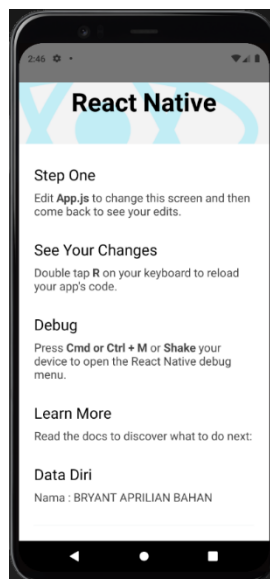 2:46
React Native
Step One
Edit App.js to change this screen and then
come back to see your edits.
See Your Changes
Double tap R on your keyboard to reload
your app's code.
Debug
Press Cmd or Ctrl + M or Shake your
device to open the React Native debug
menu.
Learn More
Read the docs to discover what to do next:
Data Diri
Nama : BRYANT APRILIAN BAHAN